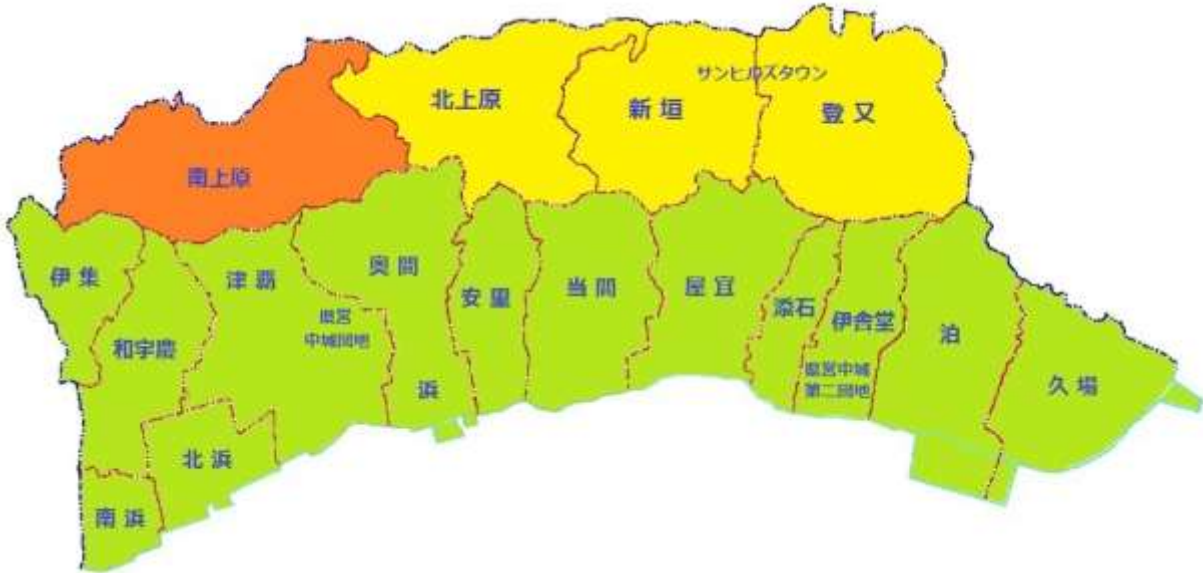 サンヒルズタウン
北上原
新垣
登又
南上原
伊集
津覇
奥間
安里
当間
屋宜
添石
伊舎堂
泊
久場
和宇慶
県営
中城団地
浜
県営中城
第二団地
北浜
南浜